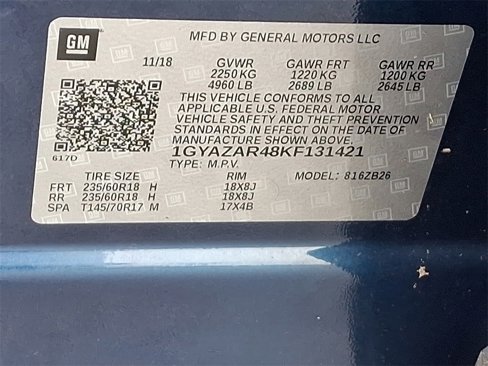 GM
MFD BY GENERAL MOTORS LLC
11/18 GVWR GAWR FRT GAWR RR
2250 KG 1220 KG 1200 KG
4960 LB 2689 LB 2645 LB
THIS VEHICLE CONFORMS TO ALL
APPLICABLE U.S. FEDERAL MOTOR
VEHICLE SAFETY AND THEFT PREVENTION
STANDARDS IN EFFECT ON THE DATE OF
MANUFACTURE SHOWN ABOVE.
617D
1GYAZAR48KF131421
TYPE: M.P.V.
TIRE SIZE RIM MODEL: 816ZB26
FRT 235/60R18 H 18X8J
RR 235/60R18 H 18X8J
SPA T145/70R17 M 17X4B